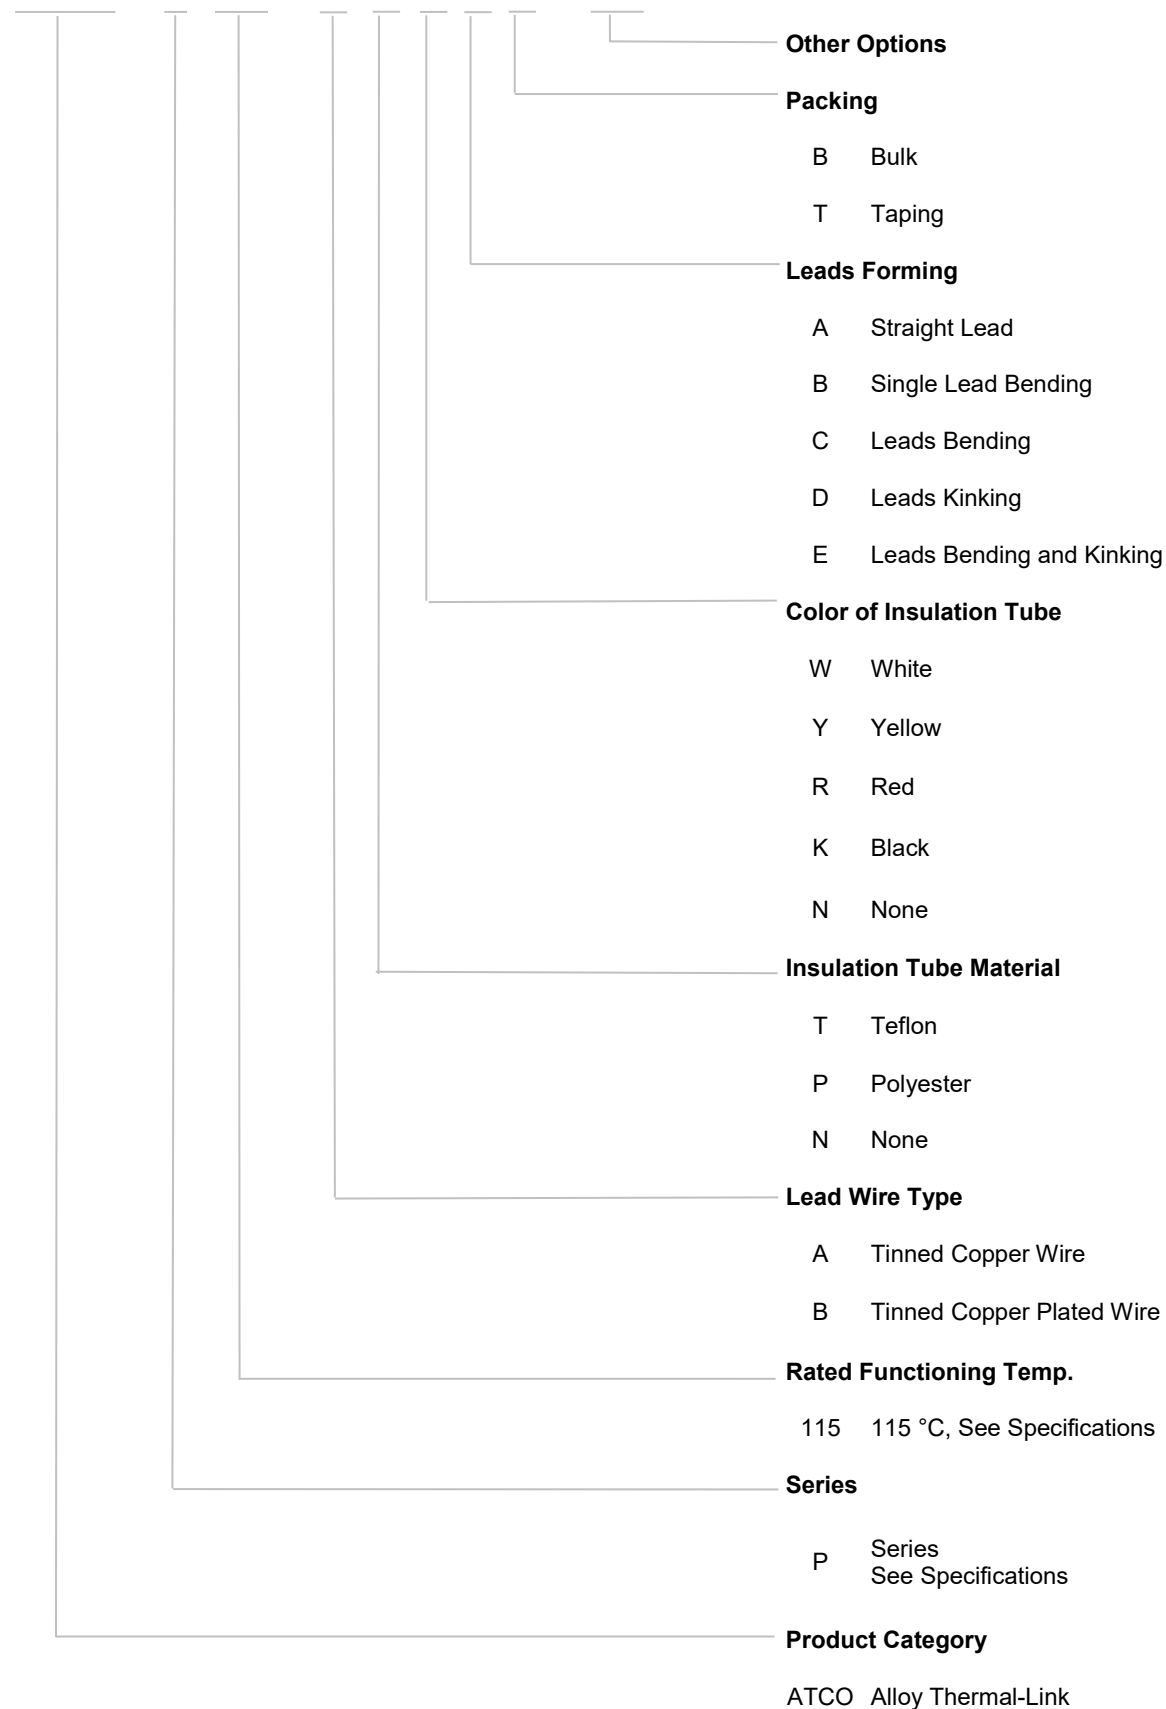 Other Options
Packing
B Bulk
T Taping
Leads Forming
A Straight Lead
B Single Lead Bending
C Leads Bending
D Leads Kinking
E Leads Bending and Kinking
Color of Insulation Tube
W White
Y Yellow
R Red
K Black
N None
Insulation Tube Material
T Teflon
P Polyester
N None
Lead Wire Type
A Tinned Copper Wire
B Tinned Copper Plated Wire
Rated Functioning Temp.
115 115 °C, See Specifications
Series
P Series
See Specifications
Product Category
ATCO Alloy Thermal-Link